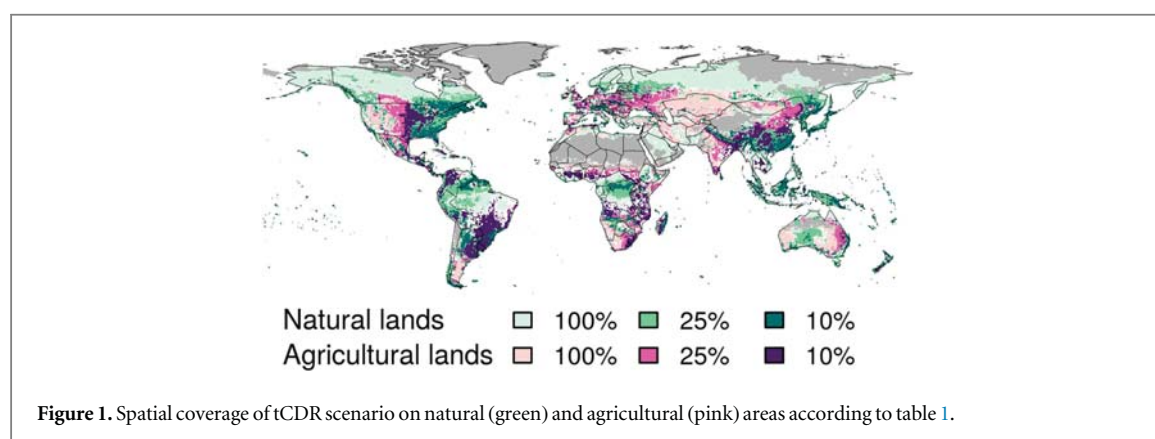 Natural lands 100% 25% 10%
Agricultural lands 100% 25% 10%
Figure 1. Spatial coverage of tCDR scenario on natural (green) and agricultural (pink) areas according to table 1.